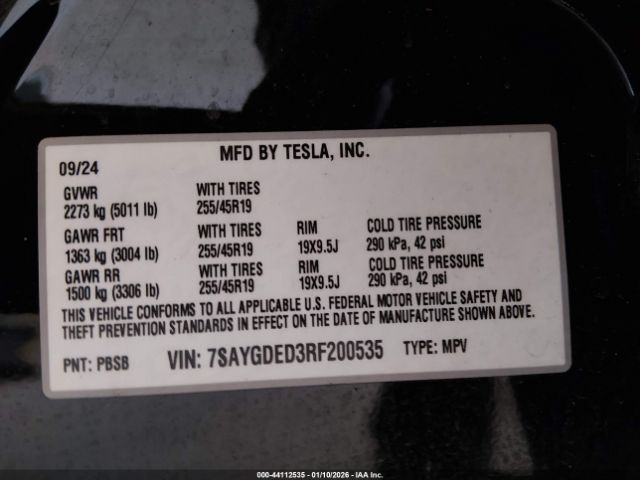 MFD BY TESLA, INC.
09/24
GVWR WITH TIRES
2273 kg (5011 lb) 255/45R19
GAWR FRT WITH TIRES RIM COLD TIRE PRESSURE
1363 kg (3004 lb) 255/45R19 19X9.5J 290 kPa, 42 psi
GAWR RR WITH TIRES RIM COLD TIRE PRESSURE
1500 kg (3306 lb) 255/45R19 19X9.5J 290 kPa, 42 psi
THIS VEHICLE CONFORMS TO ALL APPLICABLE U.S. FEDERAL MOTOR VEHICLE SAFETY AND
THEFT PREVENTION STANDARDS IN EFFECT ON THE DATE OF MANUFACTURE SHOWN ABOVE.
PNT: PBSB VIN: 7SAYGDED3RF200535 TYPE: MPV
000-44112535 - 01/10/2026 - Copyright IAA, Inc.